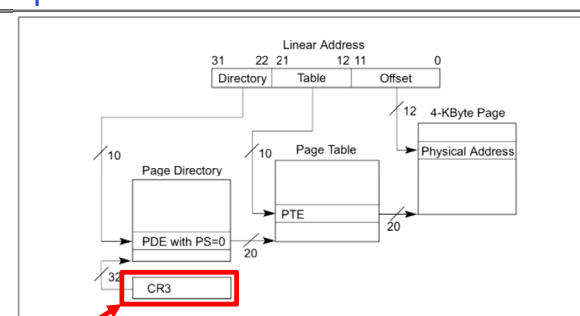 Linear Address
31 22 21 12 11 0
Directory Table Offset
12 4-KByte Page
10 10 Page Table Physical Address
Page Directory
PTE
20
PDE with PS=0
20
32
CR3